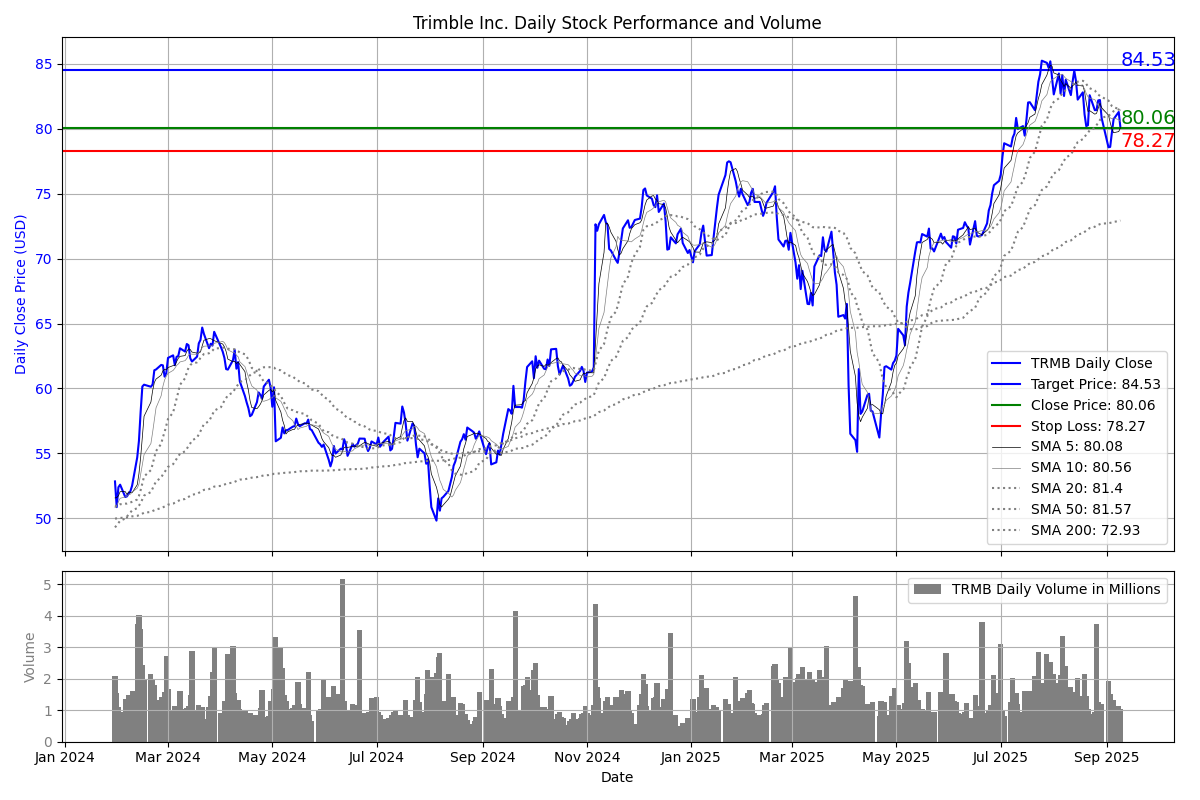 Trimble Inc. Daily Stock Performance and Volume
Daily Close Price (USD)
85
80
75
70
65
60
55
50
84.53
80.06
78.27
TRMB Daily Close
Target Price: 84.53
Close Price: 80.06
Stop Loss: 78.27
SMA 5: 80.08
SMA 10: 80.56
SMA 20: 81.4
SMA 50: 81.57
SMA 200: 72.93
Volume
5
4
3
2
1
0
TRMB Daily Volume in Millions
Jan 2024 Mar 2024 May 2024 Jul 2024 Sep 2024 Nov 2024 Jan 2025 Mar 2025 May 2025 Jul 2025 Sep 2025
Date